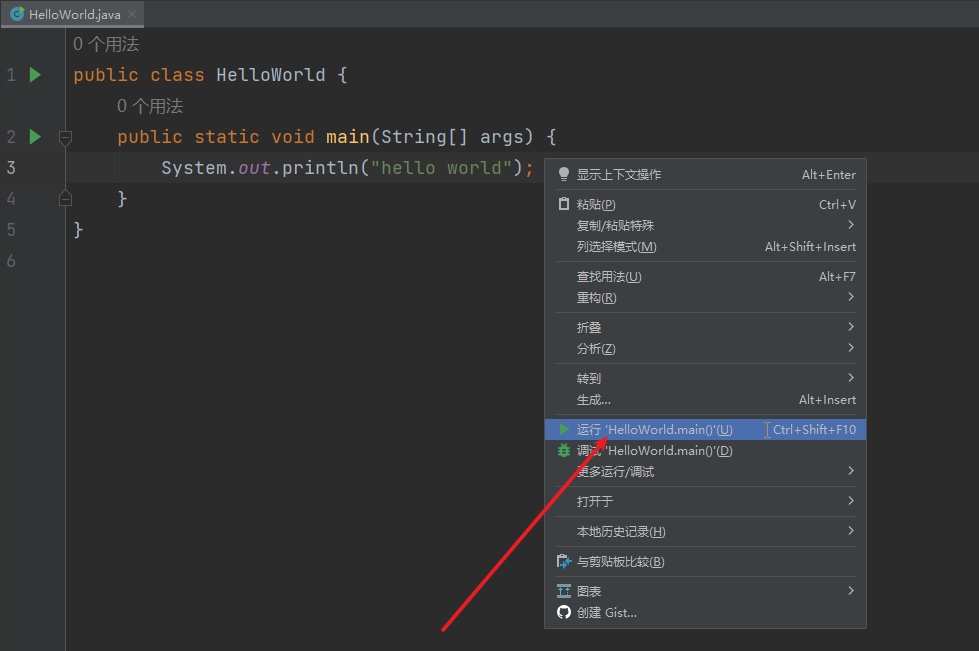 HelloWorld.java
0 个用法
1 public class HelloWorld {
0 个用法
2 public static void main(String[] args) {
3 System.out.println("hello world");
4 }
5 }
6
显示上下文操作 Alt+Enter
粘贴(P) Ctrl+V
复制/粘贴特殊
列选择模式(M) Alt+Shift+Insert
查找用法(U) Alt+F7
重构(R)
折叠
分析(Z)
转到
生成... Alt+Insert
运行 'HelloWorld.main()'(U) Ctrl+Shift+F10
调试 'HelloWorld.main()'(D)
更多运行/调试
打开于
本地历史记录(H)
与剪贴板比较(B)
图表
创建 Gist...